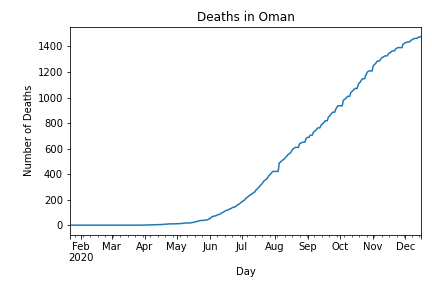 Deaths in Oman
Number of Deaths
1400
1200
1000
800
600
400
200
0
Feb Mar Apr May Jun Jul Aug Sep Oct Nov Dec
2020
Day